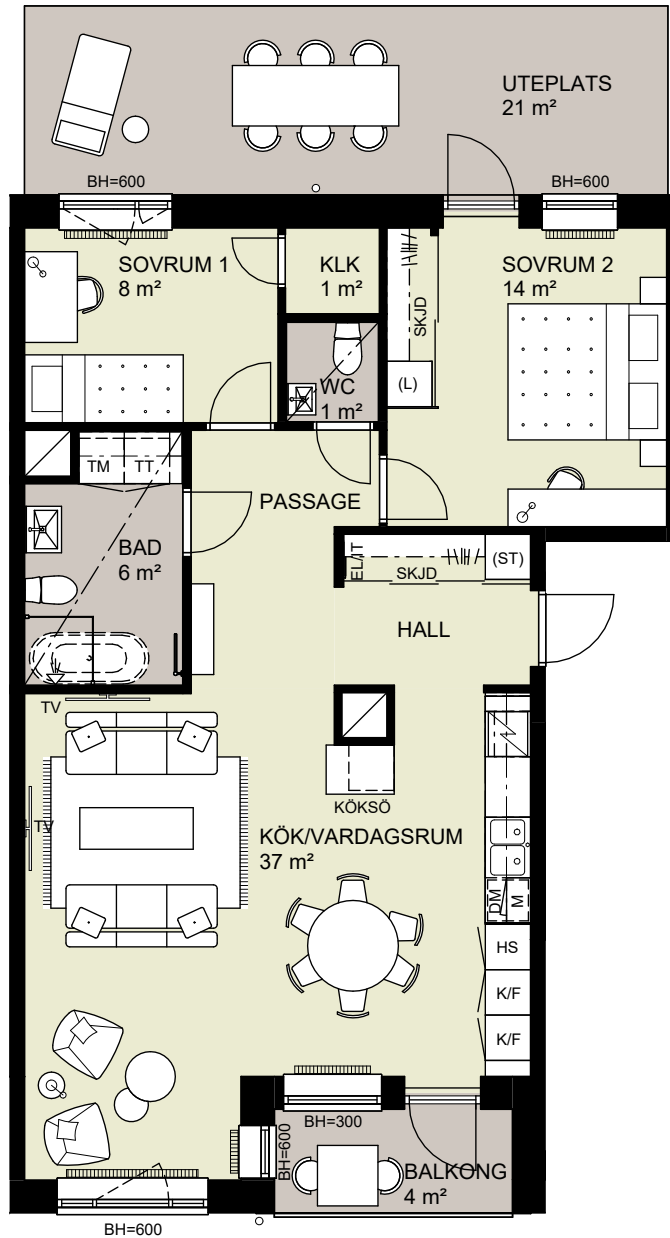 UTEPLATS
21 m²
BH=600
BH=600
SOVRUM 1
8 m²
KLK
1 m²
SOVRUM 2
14 m²
SKJD
(L)
WC
1 m²
TM
TT
PASSAGE
BAD
6 m²
EL/IT
SKJD
(ST)
HALL
TV
KÖKSÖ
TV
KÖK/VARDAGSRUM
37 m²
DM
M
HS
K/F
K/F
BH=300
BH=600
BALKONG
4 m²
BH=600